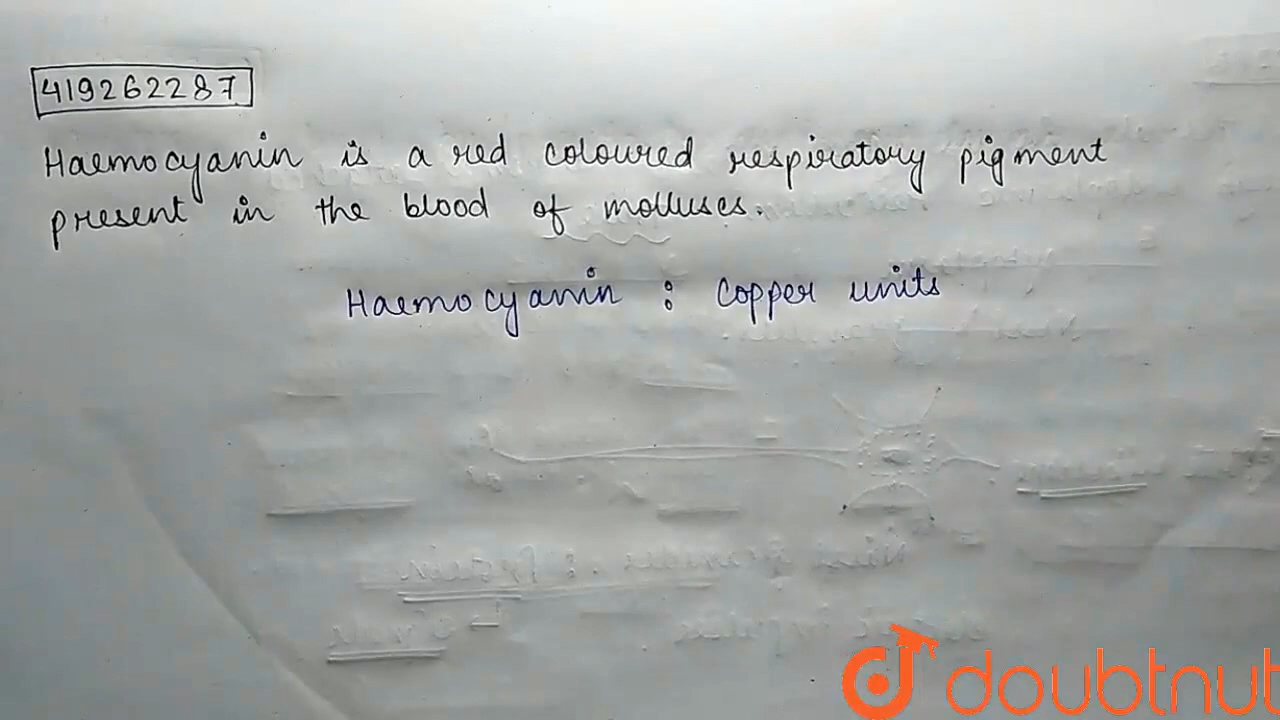 419262287
Haemocyanin is a red coloured respiratory pigment
present in the blood of molluscs.
Haemocyanin : Copper units
doubtnut